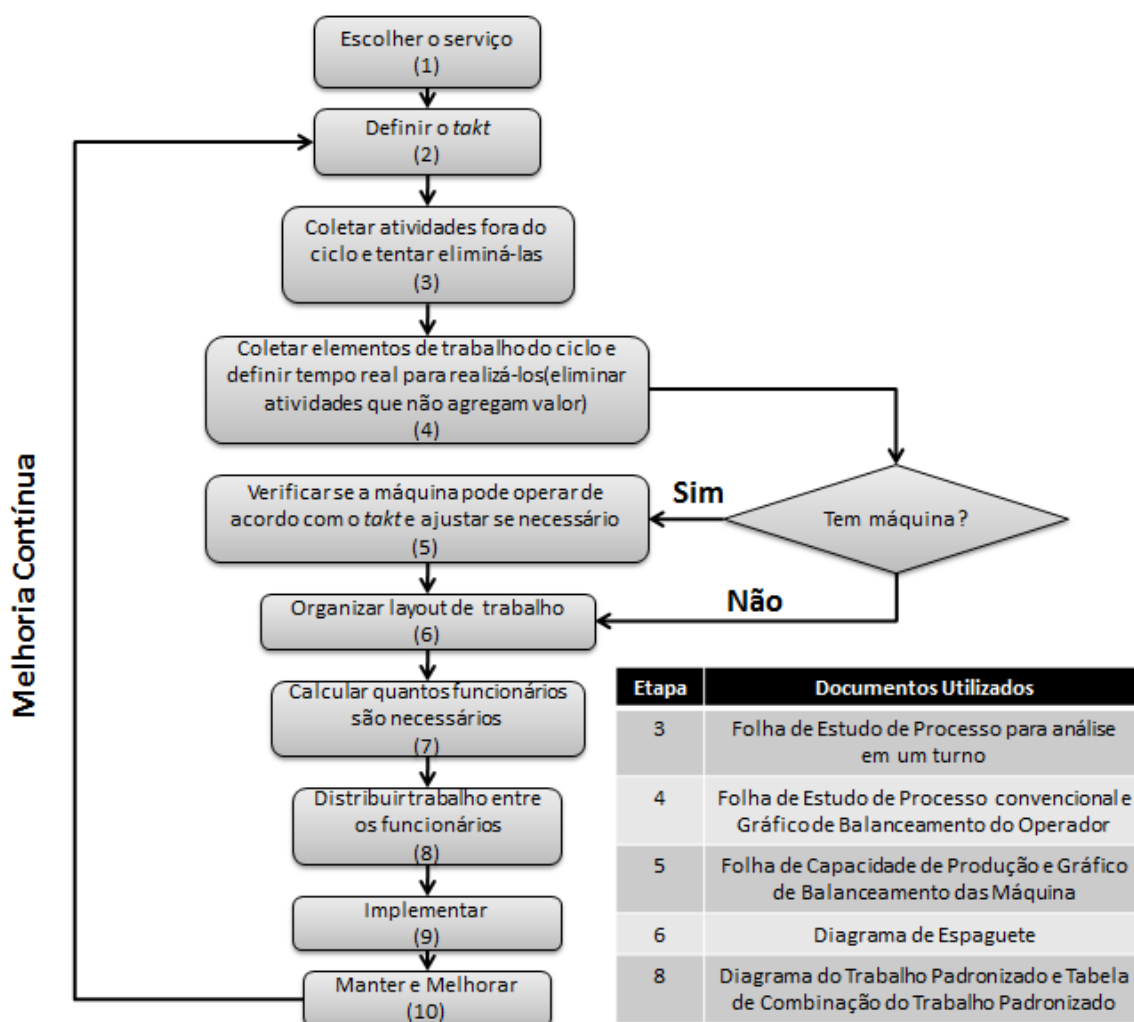 Escolher o serviço
(1)
Definir o takt
(2)
Coletar atividades fora do
ciclo e tentar eliminá-las
(3)
Coletar elementos de trabalho do ciclo e
definir tempo real para realizá-los(eliminar
atividades que não agregam valor)
(4)
Tem máquina?
Sim
Não
Verificar se a máquina pode operar de
acordo com o takt e ajustar se necessário
(5)
Organizar layout de trabalho
(6)
Calcular quantos funcionários
são necessários
(7)
Distribuir trabalho entre
os funcionários
(8)
Implementar
(9)
Manter e Melhorar
(10)
Melhoria Contínua
Etapa Documentos Utilizados
3 Folha de Estudo de Processo para análise
em um turno
4 Folha de Estudo de Processo convencional e
Gráfico de Balanceamento do Operador
5 Folha de Capacidade de Produção e Gráfico
de Balanceamento das Máquina
6 Diagrama de Espaguete
8 Diagrama do Trabalho Padronizado e Tabela
de Combinação do Trabalho Padronizado